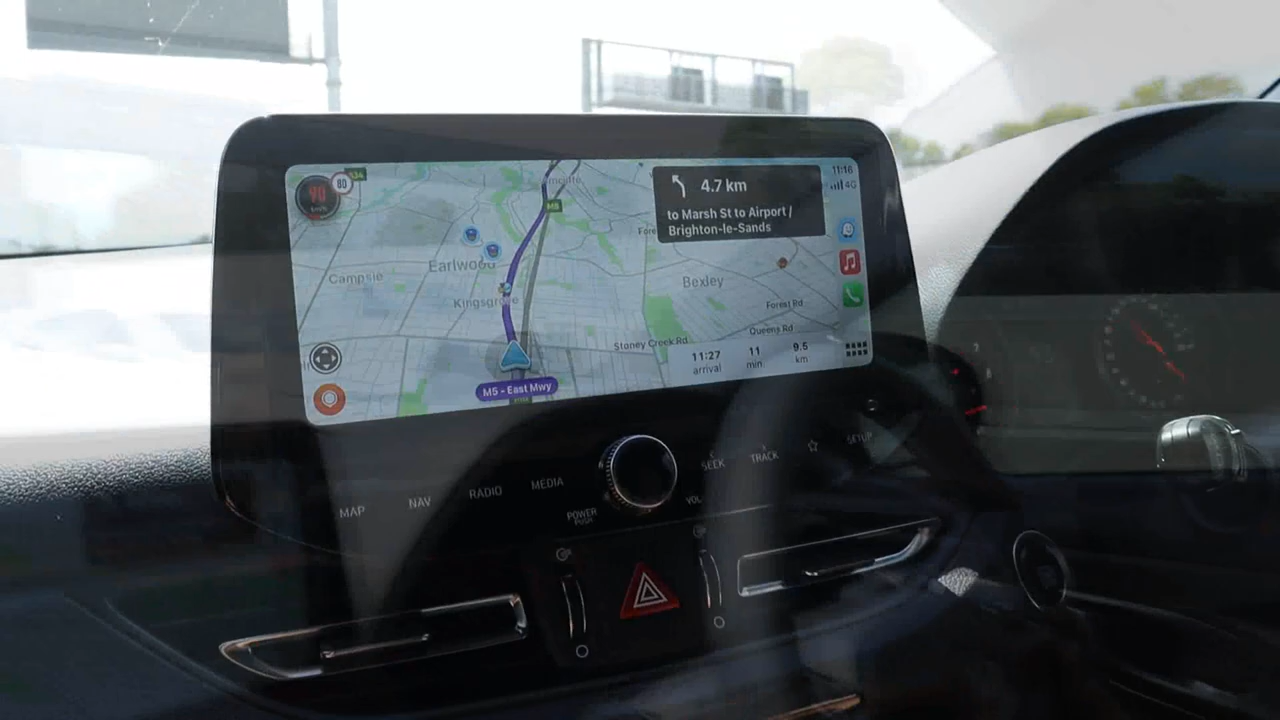 90
80
A34
M5
4.7 km
to Marsh St to Airport /
Brighton-le-Sands
11:16
4G
Campsie
Earlwood
Kingsgrove
Bexley
Forest Rd
Queens Rd
Stoney Creek Rd
11:27
11
9.5
arrival
min
km
M5 - East Mwy
MAP
NAV
RADIO
MEDIA
POWER
PUSH
VOL
SEEK
TRACK
SETUP